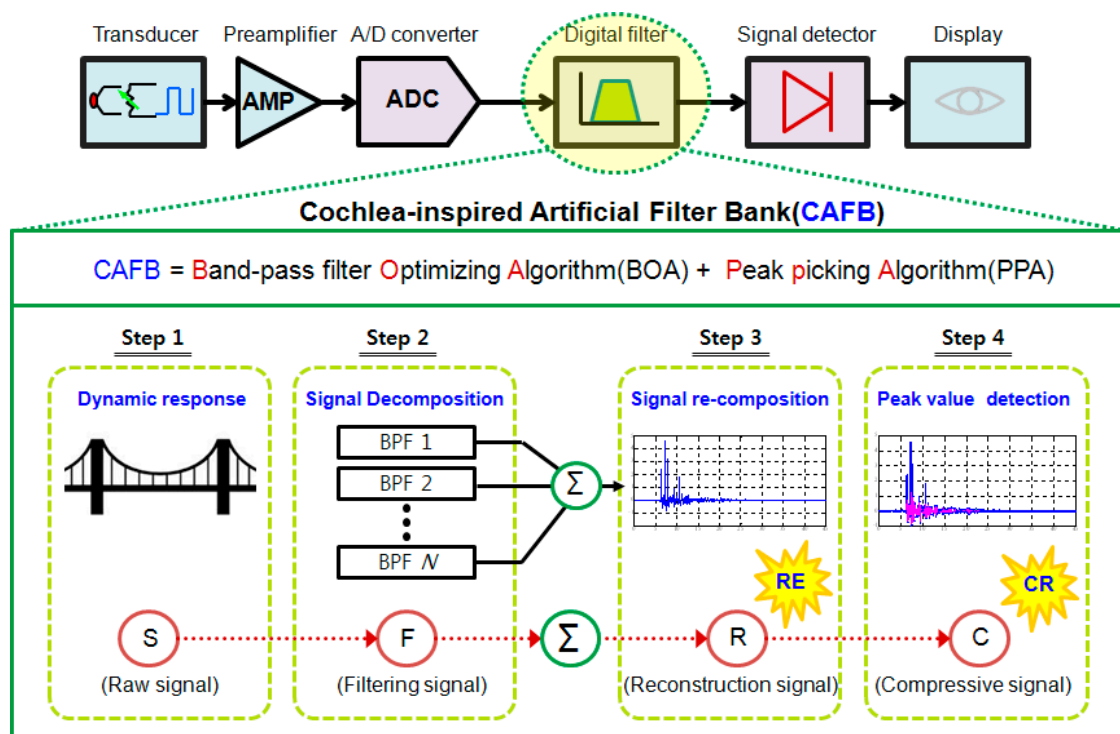 Transducer Preamplifier A/D converter Digital filter Signal detector Display
AMP ADC
Cochlea-inspired Artificial Filter Bank(CAFB)
CAFB = Band-pass filter Optimizing Algorithm(BOA) + Peak picking Algorithm(PPA)
Step 1 Step 2 Step 3 Step 4
Dynamic response Signal Decomposition Signal re-composition Peak value detection
BPF 1
BPF 2
Σ
BPF N
RE CR
S F Σ R C
(Raw signal) (Filtering signal) (Reconstruction signal) (Compressive signal)